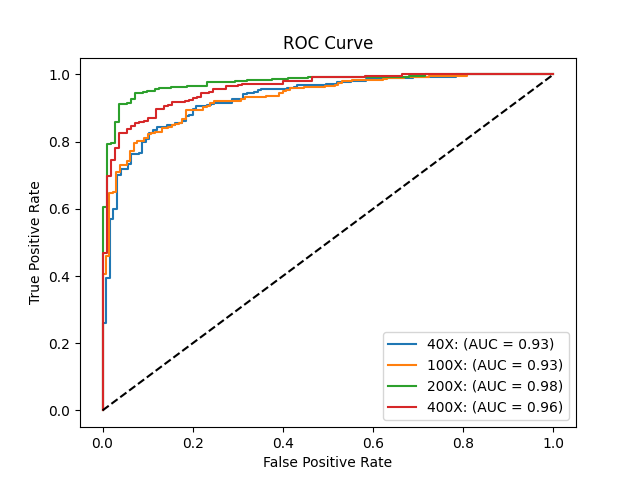 ROC Curve
True Positive Rate
1.0
0.8
0.6
0.4
0.2
0.0
0.0 0.2 0.4 0.6 0.8 1.0
False Positive Rate
40X: (AUC = 0.93)
100X: (AUC = 0.93)
200X: (AUC = 0.98)
400X: (AUC = 0.96)